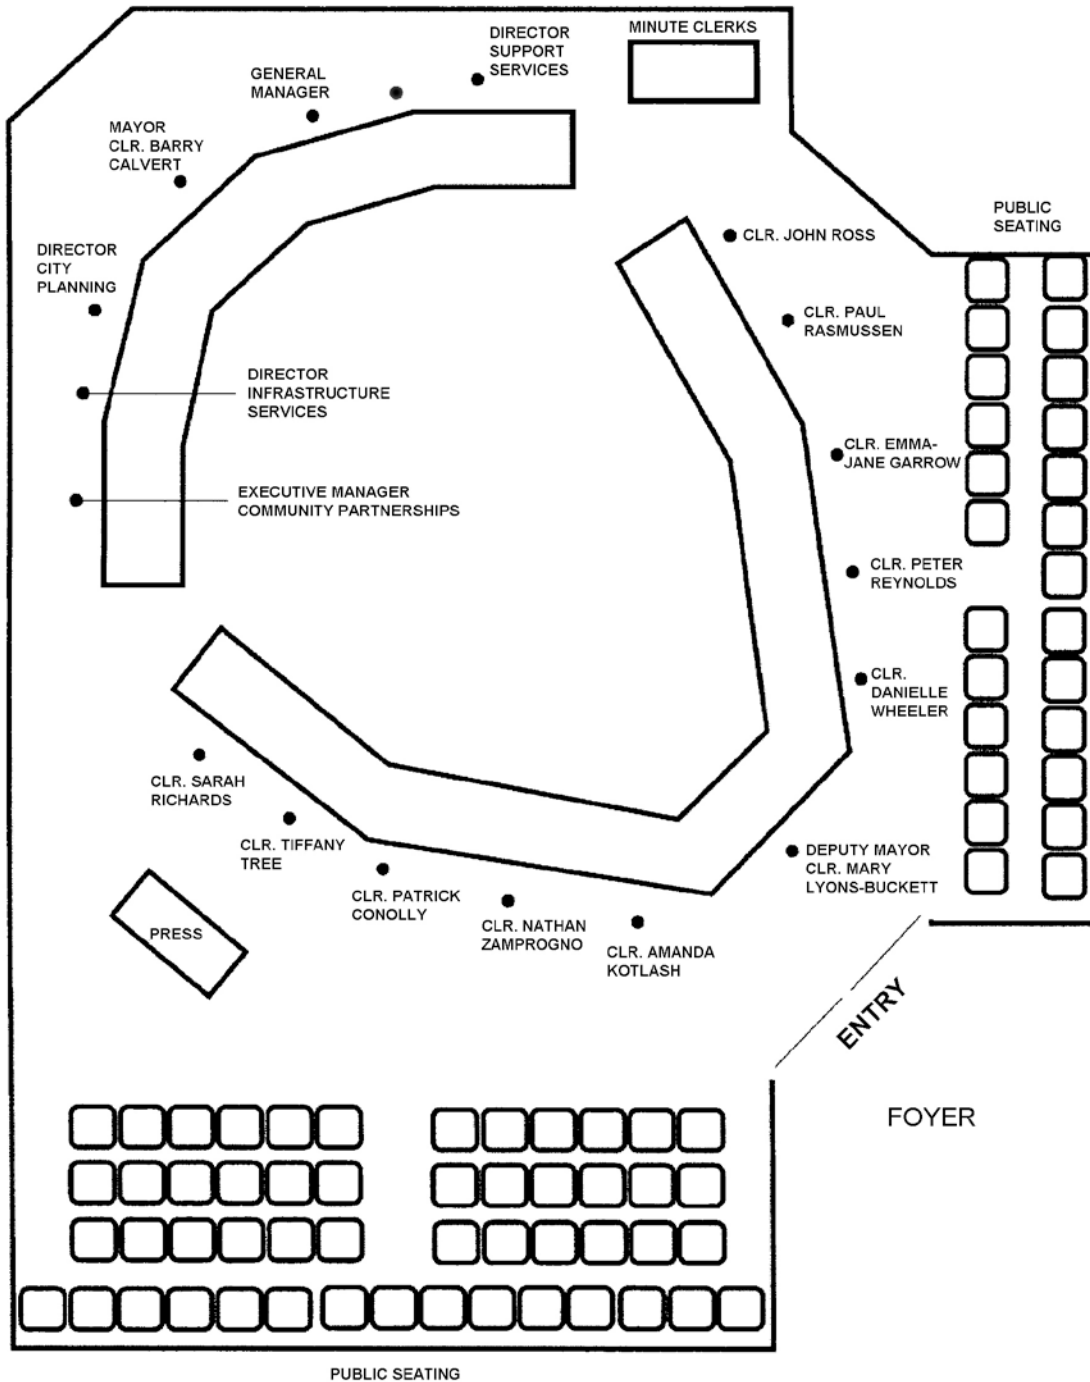 MINUTE CLERKS
DIRECTOR
SUPPORT
SERVICES
GENERAL
MANAGER
MAYOR
CLR. BARRY
CALVERT
DIRECTOR
CITY
PLANNING
DIRECTOR
INFRASTRUCTURE
SERVICES
EXECUTIVE MANAGER
COMMUNITY PARTNERSHIPS
CLR. JOHN ROSS
CLR. PAUL
RASMUSSEN
CLR. EMMA-
JANE GARROW
CLR. PETER
REYNOLDS
CLR.
DANIELLE
WHEELER
DEPUTY MAYOR
CLR. MARY
LYONS-BUCKETT
PUBLIC
SEATING
CLR. SARAH
RICHARDS
CLR. TIFFANY
TREE
CLR. PATRICK
CONOLLY
CLR. NATHAN
ZAMPROGNO
CLR. AMANDA
KOTLASH
PRESS
ENTRY
FOYER
PUBLIC SEATING